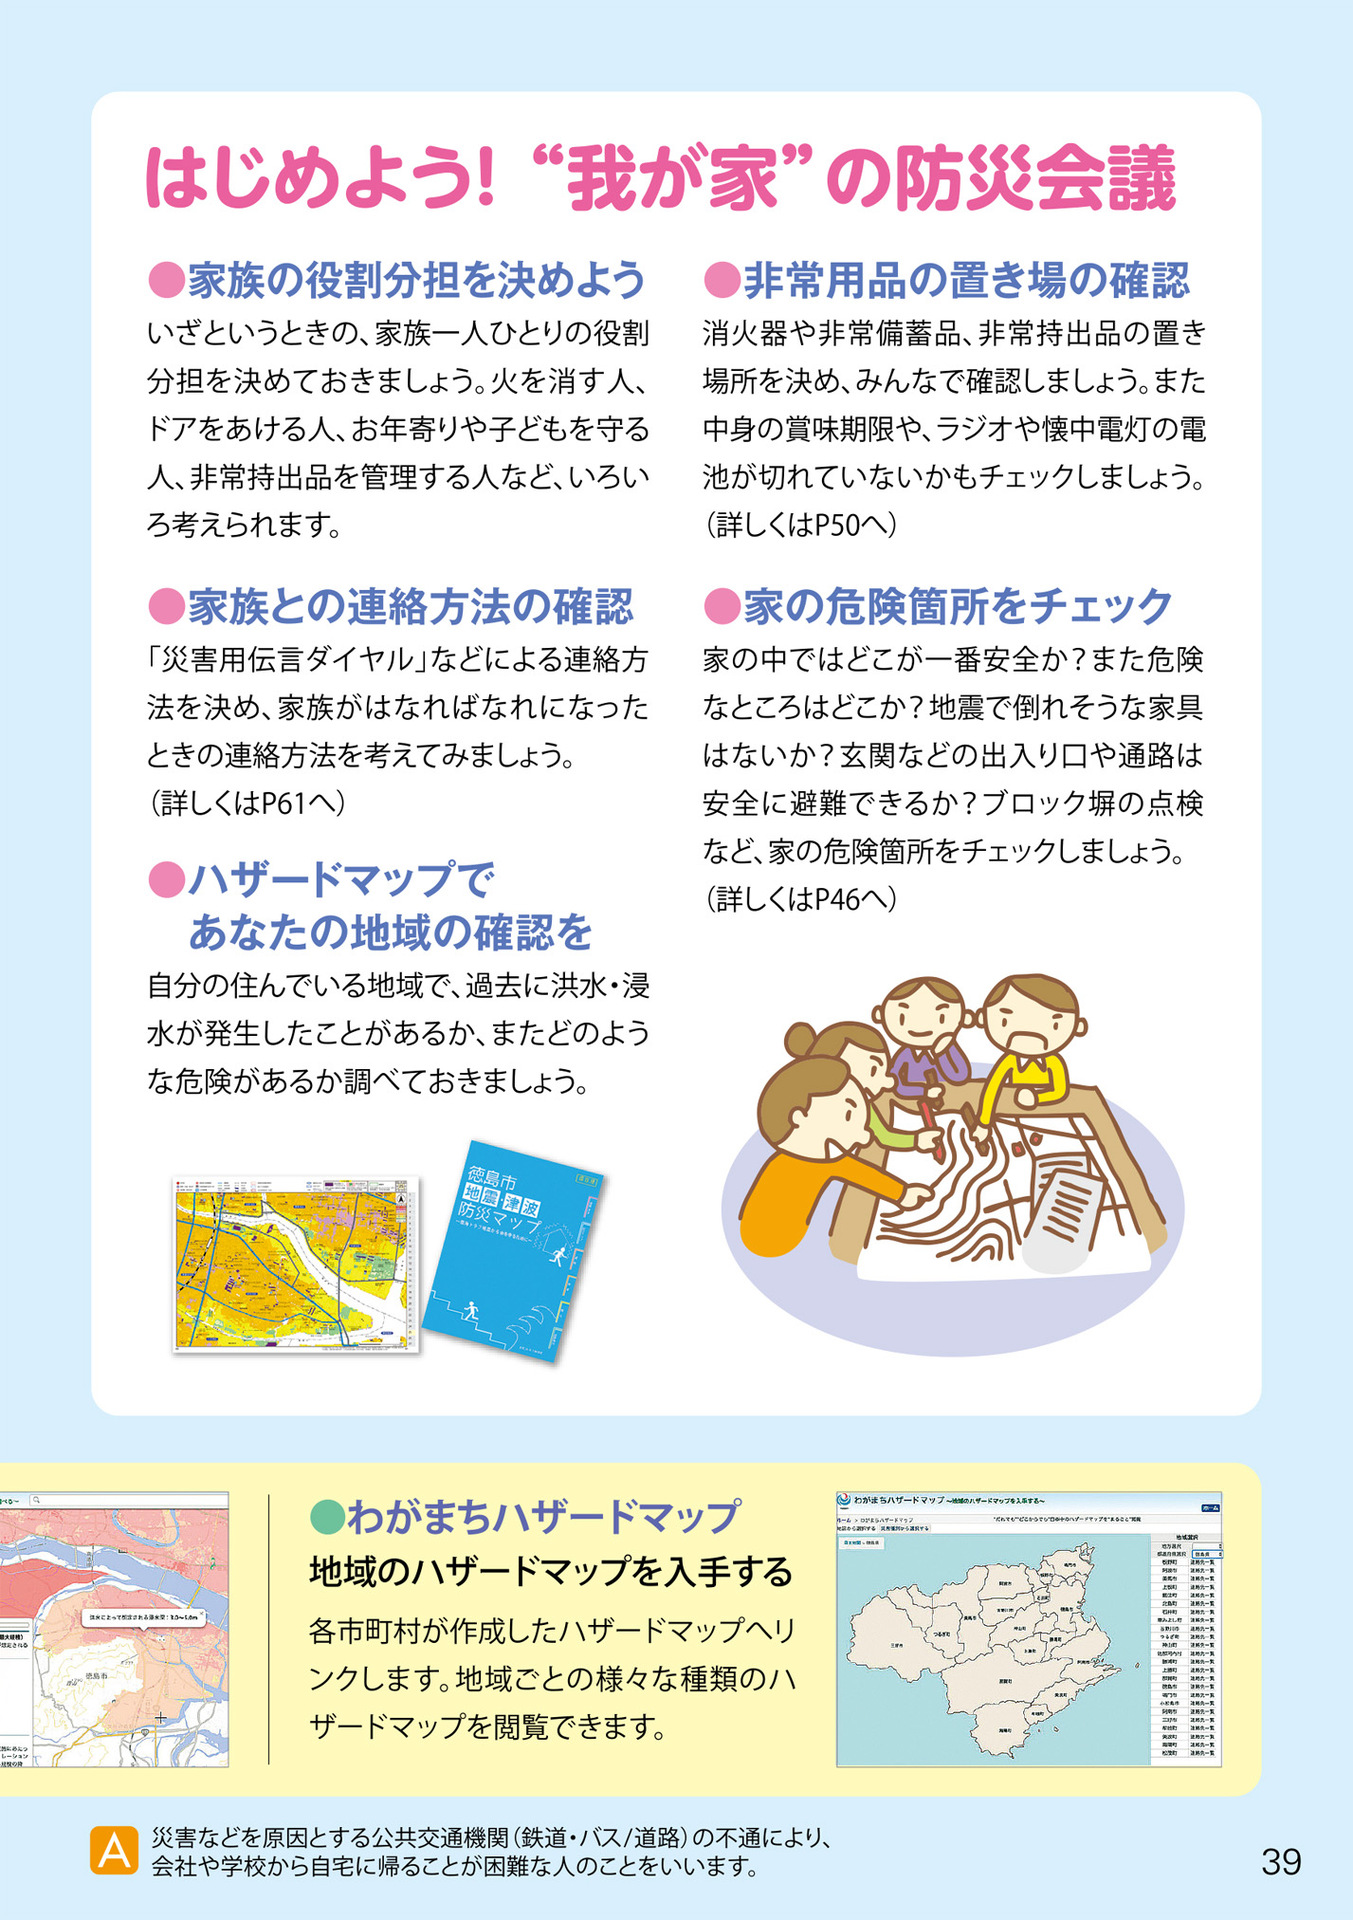 はじめよう! “我が家”の防災会議
●家族の役割分担を決めよう
いざというときの、家族一人ひとりの役割
分担を決めておきましょう。火を消す人、
ドアをあける人、お年寄りや子どもを守る
人、非常持出品を管理する人など、いろい
ろ考えられます。
●家族との連絡方法の確認
「災害用伝言ダイヤル」などによる連絡方
法を決め、家族がはなればなれになった
ときの連絡方法を考えてみましょう。
（詳しくはP61へ）
●ハザードマップで
あなたの地域の確認を
自分の住んでいる地域で、過去に洪水・浸
水が発生したことがあるか、またどのよう
な危険があるか調べておきましょう。
徳島市
地震・津波
防災マップ
●非常用品の置き場の確認
消火器や非常備蓄品、非常持出品の置き
場所を決め、みんなで確認しましょう。また
中身の賞味期限や、ラジオや懐中電灯の電
池が切れていないかもチェックしましょう。
（詳しくはP50へ）
●家の危険箇所をチェック
家の中ではどこが一番安全か？また危険
なところはどこか？地震で倒れそうな家具
はないか？玄関などの出入り口や通路は
安全に避難できるか？ブロック塀の点検
など、家の危険箇所をチェックしましょう。
（詳しくはP46へ）
徳島市
●わがまちハザードマップ
地域のハザードマップを入手する
各市町村が作成したハザードマップへリ
ンクします。地域ごとの様々な種類のハ
ザードマップを閲覧できます。
わがまちハザードマップ ～地域のハザードマップを入手する～
ホーム
地域選択
A 災害などを原因とする公共交通機関（鉄道・バス/道路）の不通により、
会社や学校から自宅に帰ることが困難な人のことをいいます。
39